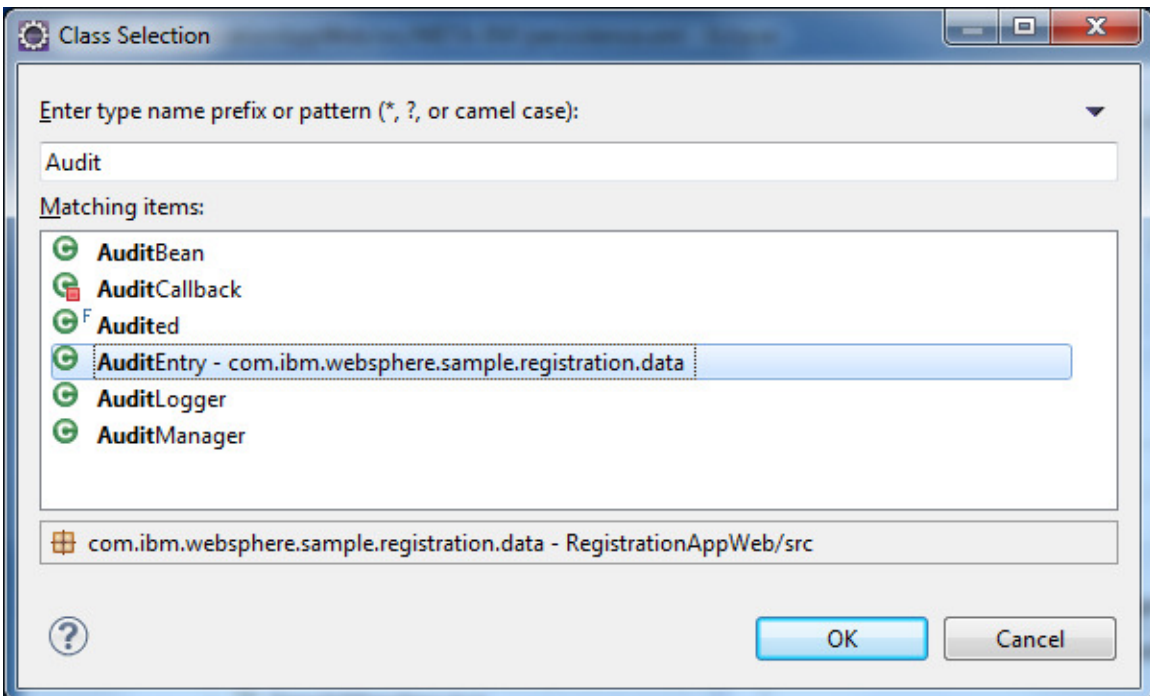 Class Selection
Enter type name prefix or pattern (*, ?, or camel case):
Audit
Matching items:
AuditBean
AuditCallback
F Audited
AuditEntry - com.ibm.websphere.sample.registration.data
AuditLogger
AuditManager
com.ibm.websphere.sample.registration.data - RegistrationAppWeb/src
? OK Cancel